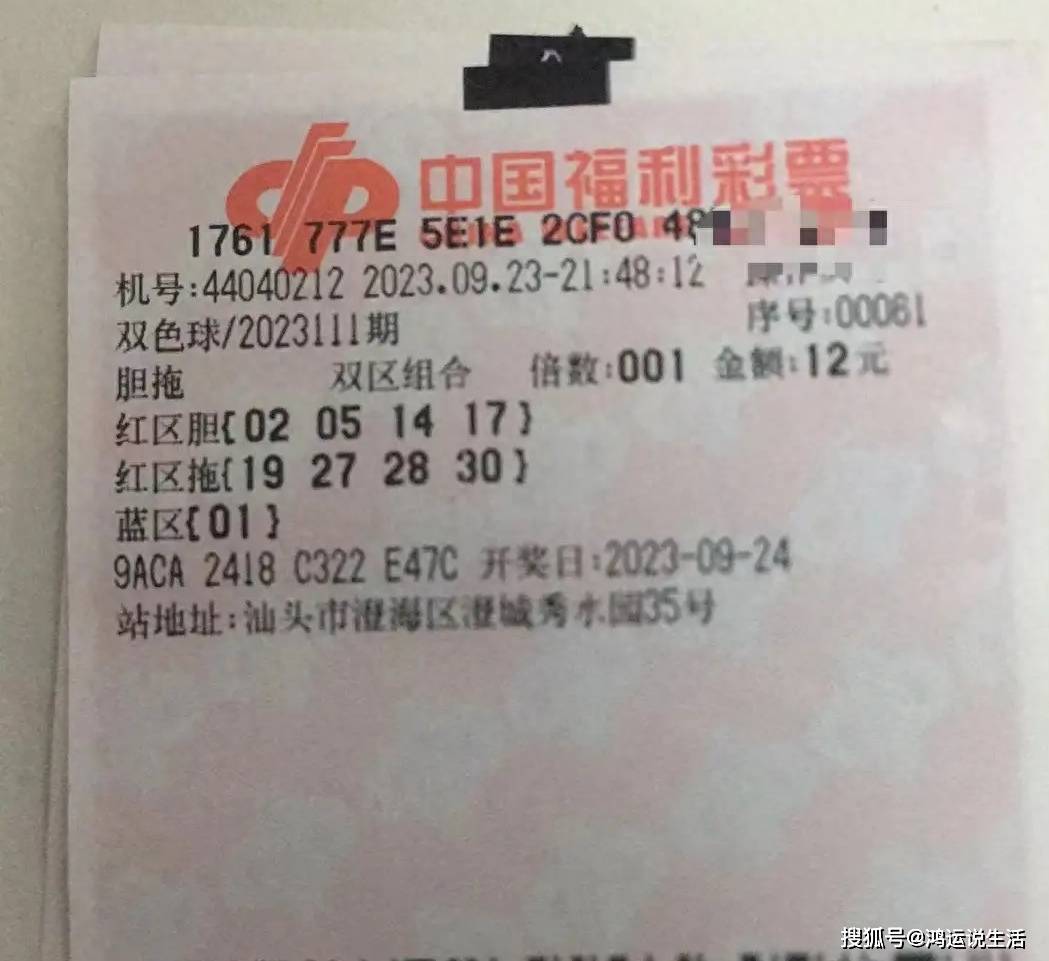 中国福利彩票
1761 777E 5E1E 2CF0 48
机号:44040212 2023.09.23-21:48:12
双色球/2023111期 序号:00061
胆拖 双区组合 倍数:001 金额:12元
红区胆{02 05 14 17}
红区拖{19 27 28 30}
蓝区{01}
9ACA 2418 C322 E47C 开奖日:2023-09-24
站地址:汕头市澄海区澄城秀水园35号
搜狐号@鸿运说生活